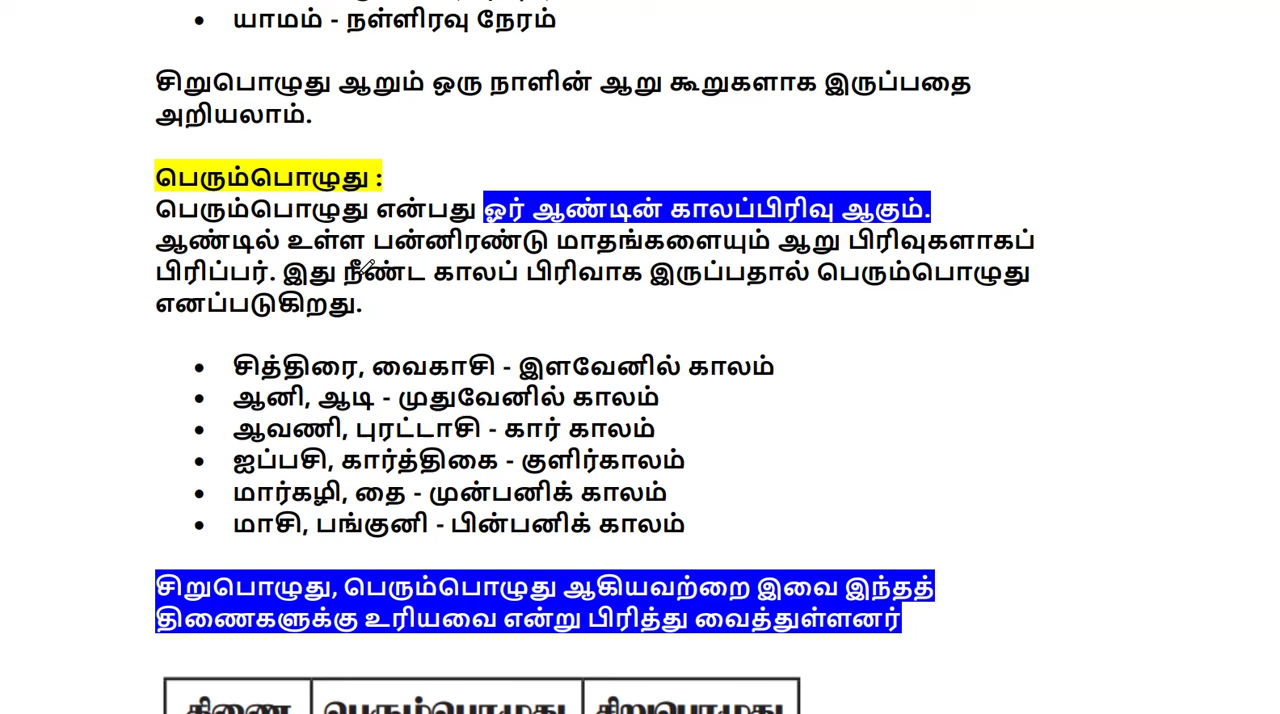 யாமம் - நள்ளிரவு நேரம்
சிறுபொழுது ஆறும் ஒரு நாளின் ஆறு கூறுகளாக இருப்பதை
அறியலாம்.
பெரும்பொழுது :
பெரும்பொழுது என்பது ஓர் ஆண்டின் காலப்பிரிவு ஆகும்.
ஆண்டில் உள்ள பன்னிரண்டு மாதங்களையும் ஆறு பிரிவுகளாகப்
பிரிப்பர். இது நீண்ட காலப் பிரிவாக இருப்பதால் பெரும்பொழுது
எனப்படுகிறது.
சித்திரை, வைகாசி - இளவேனில் காலம்
ஆனி, ஆடி - முதுவேனில் காலம்
ஆவணி, புரட்டாசி - கார் காலம்
ஐப்பசி, கார்த்திகை - குளிர்காலம்
மார்கழி, தை - முன்பனிக் காலம்
மாசி, பங்குனி - பின்பனிக் காலம்
சிறுபொழுது, பெரும்பொழுது ஆகியவற்றை இவை இந்தத்
திணைகளுக்கு உரியவை என்று பிரித்து வைத்துள்ளனர்
திணை பெரும்பொழுது சிறுபொழுது